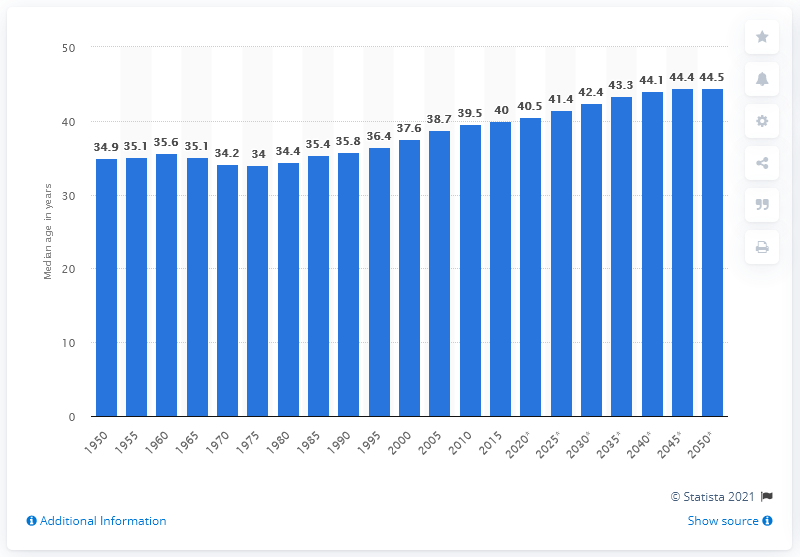 50
40
30
20
10
0
Median age in years
34.9 35.1 35.6 35.1 34.2 34 34.4 35.4 35.8 36.4 37.6 38.7 39.5 40 40.5 41.4 42.4 43.3 44.1 44.4 44.5
1950 1955 1960 1965 1970 1975 1980 1985 1990 1995 2000 2005 2010 2015 2020* 2025* 2030* 2035* 2040* 2045* 2050*
© Statista 2021
Additional Information
Show source